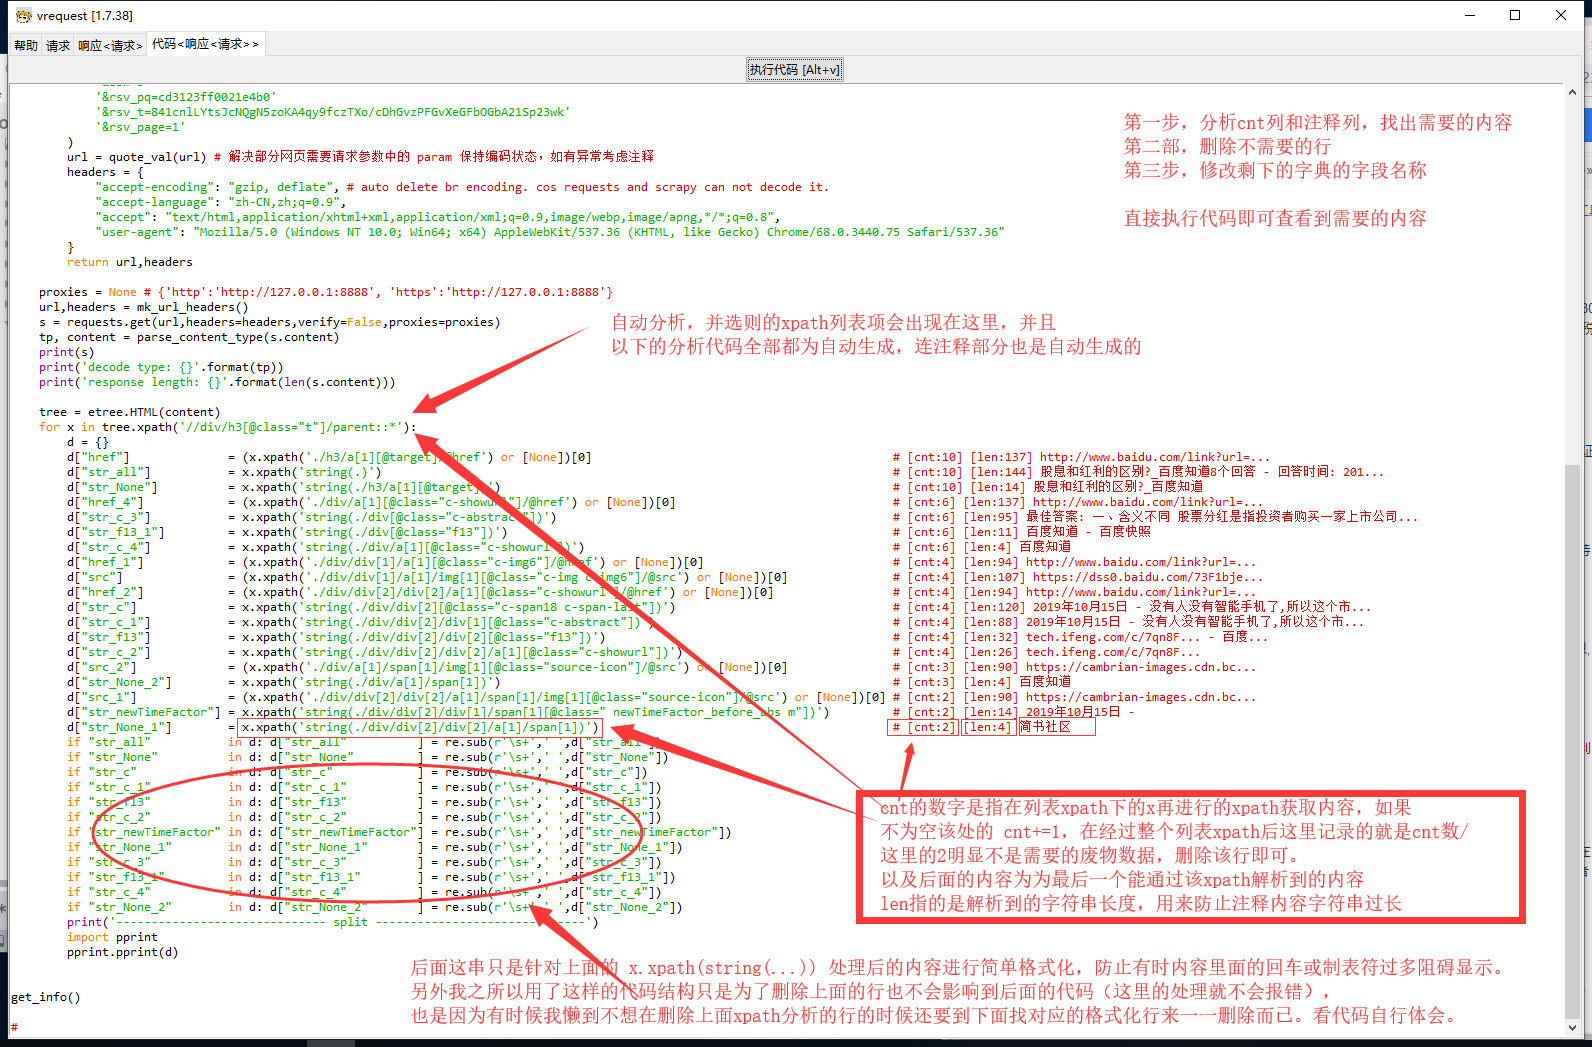 vrequest [1.7.38]
帮助 请求 响应<请求> 代码<响应<请求>>
执行代码 [Alt+v]
'&rsv_pq=cd3123ff0021e4b0'
'&rsv_t=841cnlLYtsJcNQgN5zoKA4qy9fczTXo/cDhGvzPFGvXeGFbOGbA21Sp23wk'
'&rsv_page=1'
)
url = quote_val(url) # 解决部分网页需要请求参数中的 param 保持编码状态，如有异常考虑注释
headers = {
"accept-encoding": "gzip, deflate", # auto delete br encoding. cos requests and scrapy can not decode it.
"accept-language": "zh-CN,zh;q=0.9",
"accept": "text/html,application/xhtml+xml,application/xml;q=0.9,image/webp,image/apng,*/*;q=0.8",
"user-agent": "Mozilla/5.0 (Windows NT 10.0; Win64; x64) AppleWebKit/537.36 (KHTML, like Gecko) Chrome/68.0.3440.75 Safari/537.36"
}
return url,headers
第一步，分析cnt列和注释列，找出需要的内容
第二部，删除不需要的行
第三步，修改剩下的字典的字段名称
直接执行代码即可查看到需要的内容
proxies = None # {'http':'http://127.0.0.1:8888', 'https':'http://127.0.0.1:8888'}
url,headers = mk_url_headers()
s = requests.get(url,headers=headers,verify=False,proxies=proxies)
tp, content = parse_content_type(s.content)
print(s)
print('decode type: {}'.format(tp))
print('response length: {}'.format(len(s.content)))
自动分析，并选则的xpath列表项会出现在这里，并且
以下的分析代码全部都为自动生成，连注释部分也是自动生成的
tree = etree.HTML(content)
for x in tree.xpath('//div/h3[@class="t"]/parent::*'):
d = {}
d["href"] = (x.xpath('./h3/a[1][@target]/@href') or [None])[0] # [cnt:10] [len:137] http://www.baidu.com/link?url=...
d["str_all"] = x.xpath('string(.)') # [cnt:10] [len:144] 股息和红利的区别?_百度知道8个回答 - 回答时间: 201...
d["str_None"] = x.xpath('string(./h3/a[1][@target])') # [cnt:10] [len:14] 股息和红利的区别?_百度知道
d["href_4"] = (x.xpath('./div/a[1][@class="c-showurl"]/@href') or [None])[0] # [cnt:6] [len:137] http://www.baidu.com/link?url=...
d["str_c_3"] = x.xpath('string(./div[@class="c-abstract"])') # [cnt:6] [len:95] 最佳答案: 一、含义不同 股票分红是指投资者购买一家上市公司...
d["str_f13_1"] = x.xpath('string(./div[@class="f13"])') # [cnt:6] [len:11] 百度知道 - 百度快照
d["str_c_4"] = x.xpath('string(./div/a[1][@class="c-showurl"])') # [cnt:6] [len:4] 百度知道
d["href_1"] = (x.xpath('./div/div[1]/a[1][@class="c-img6"]/@href') or [None])[0] # [cnt:4] [len:94] http://www.baidu.com/link?url=...
d["src"] = (x.xpath('./div/div[1]/a[1]/img[1][@class="c-img c-img6"]/@src') or [None])[0] # [cnt:4] [len:107] https://dss0.baidu.com/73F1bje...
d["href_2"] = (x.xpath('./div/div[2]/div[2]/a[1][@class="c-showurl"]/@href') or [None])[0] # [cnt:4] [len:94] http://www.baidu.com/link?url=...
d["str_c"] = x.xpath('string(./div/div[2][@class="c-span18 c-span-last"])') # [cnt:4] [len:120] 2019年10月15日 - 没有人没有智能手机了,所以这个市...
d["str_c_1"] = x.xpath('string(./div/div[2]/div[1][@class="c-abstract"])') # [cnt:4] [len:88] 2019年10月15日 - 没有人没有智能手机了,所以这个市...
d["str_f13"] = x.xpath('string(./div/div[2]/div[2][@class="f13"])') # [cnt:4] [len:32] tech.ifeng.com/c/7qn8F... - 百度...
d["str_c_2"] = x.xpath('string(./div/div[2]/div[2]/a[1][@class="c-showurl"])') # [cnt:4] [len:26] tech.ifeng.com/c/7qn8F...
d["src_2"] = (x.xpath('./div/a[1]/span[1]/img[1][@class="source-icon"]/@src') or [None])[0] # [cnt:3] [len:90] https://cambrian-images.cdn.bc...
d["str_None_2"] = x.xpath('string(./div/a[1]/span[1])') # [cnt:3] [len:4] 百度知道
d["src_1"] = (x.xpath('./div/div[2]/div[2]/a[1]/span[1]/img[1][@class="source-icon"]/@src') or [None])[0] # [cnt:2] [len:90] https://cambrian-images.cdn.bc...
d["str_newTimeFactor"] = x.xpath('string(./div/div[2]/div[1]/span[1][@class=" newTimeFactor_before_abs m"])') # [cnt:2] [len:14] 2019年10月15日 -
d["str_None_1"] = x.xpath('string(./div/div[2]/div[2]/a[1]/span[1])') # [cnt:2] [len:4] 简书社区
if "str_all" in d: d["str_all" ] = re.sub(r'\s+',' ',d["str_all"])
if "str_None" in d: d["str_None" ] = re.sub(r'\s+',' ',d["str_None"])
if "str_c" in d: d["str_c" ] = re.sub(r'\s+',' ',d["str_c"])
if "str_c_1" in d: d["str_c_1" ] = re.sub(r'\s+',' ',d["str_c_1"])
if "str_f13" in d: d["str_f13" ] = re.sub(r'\s+',' ',d["str_f13"])
if "str_c_2" in d: d["str_c_2" ] = re.sub(r'\s+',' ',d["str_c_2"])
if "str_newTimeFactor" in d: d["str_newTimeFactor"] = re.sub(r'\s+',' ',d["str_newTimeFactor"])
if "str_None_1" in d: d["str_None_1" ] = re.sub(r'\s+',' ',d["str_None_1"])
if "str_c_3" in d: d["str_c_3" ] = re.sub(r'\s+',' ',d["str_c_3"])
if "str_f13_1" in d: d["str_f13_1" ] = re.sub(r'\s+',' ',d["str_f13_1"])
if "str_c_4" in d: d["str_c_4" ] = re.sub(r'\s+',' ',d["str_c_4"])
if "str_None_2" in d: d["str_None_2" ] = re.sub(r'\s+',' ',d["str_None_2"])
print('------------------------------ split ------------------------------')
import pprint
pprint.pprint(d)
cnt的数字是指在列表xpath下的x再进行的xpath获取内容，如果
不为空该处的 cnt+=1，在经过整个列表xpath后这里记录的就是cnt数/
这里的2明显不是需要的废物数据，删除该行即可。
以及后面的内容为为最后一个能通过该xpath解析到的内容
len指的是解析到的字符串长度，用来防止注释内容字符串过长
后面这串只是针对上面的 x.xpath(string(...)) 处理后的内容进行简单格式化，防止有时内容里面的回车或制表符过多阻碍显示。
另外我之所以用了这样的代码结构只是为了删除上面的行也不会影响到后面的代码（这里的处理就不会报错），
也是因为有时候我懒到不想在删除上面xpath分析的行的时候还要到下面找对应的格式化行来一一删除而已。看代码自行体会。
get_info()
#